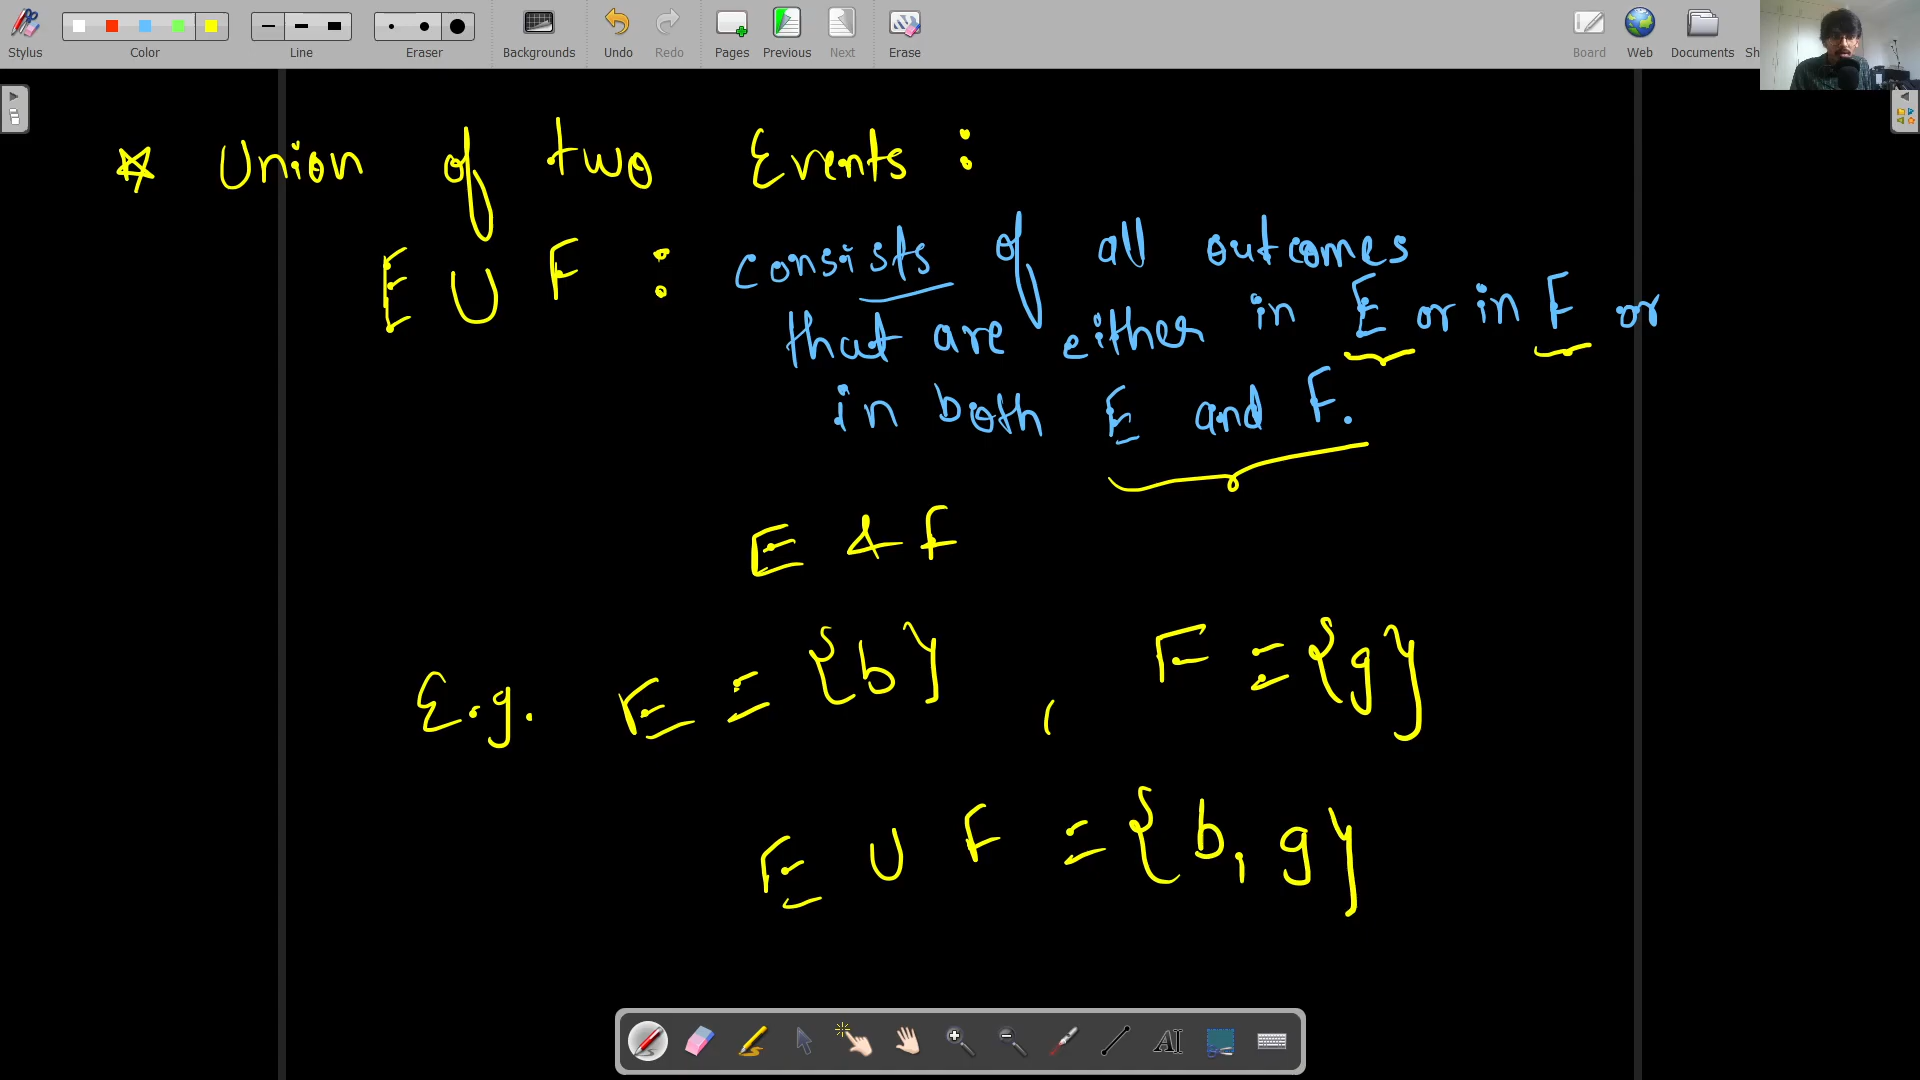 Stylus Color Line Eraser Backgrounds Undo Redo Pages Previous Next Erase Board Web Documents Sh
☆ Union of two Events :
E ∪ F : consists of all outcomes
that are either in E or in F or
in both E and F.
E & F
E.g. E = {b} , F = {g}
E ∪ F = {b, g}